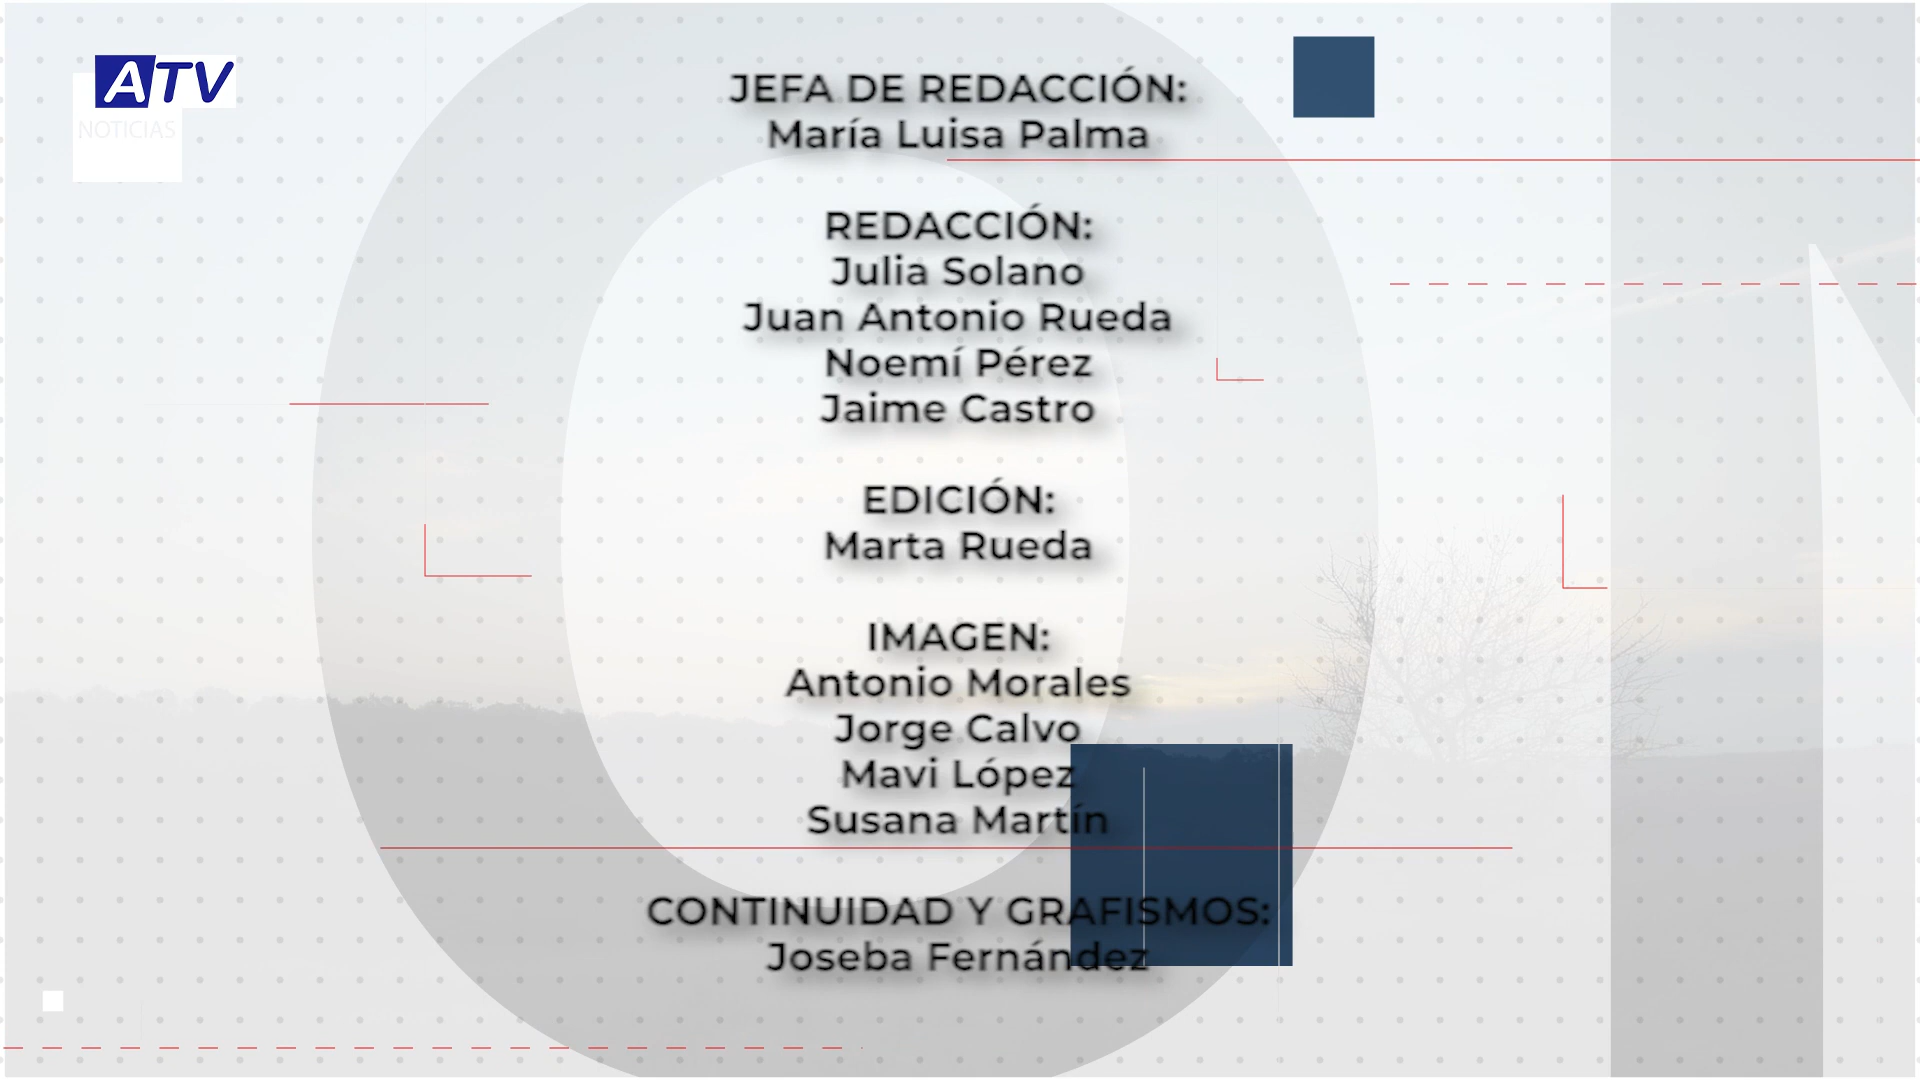 ATV
NOTICIAS
JEFA DE REDACCIÓN:
María Luisa Palma
REDACCIÓN:
Julia Solano
Juan Antonio Rueda
Noemí Pérez
Jaime Castro
EDICIÓN:
Marta Rueda
IMAGEN:
Antonio Morales
Jorge Calvo
Mavi López
Susana Martín
CONTINUIDAD Y GRAFISMOS:
Joseba Fernández